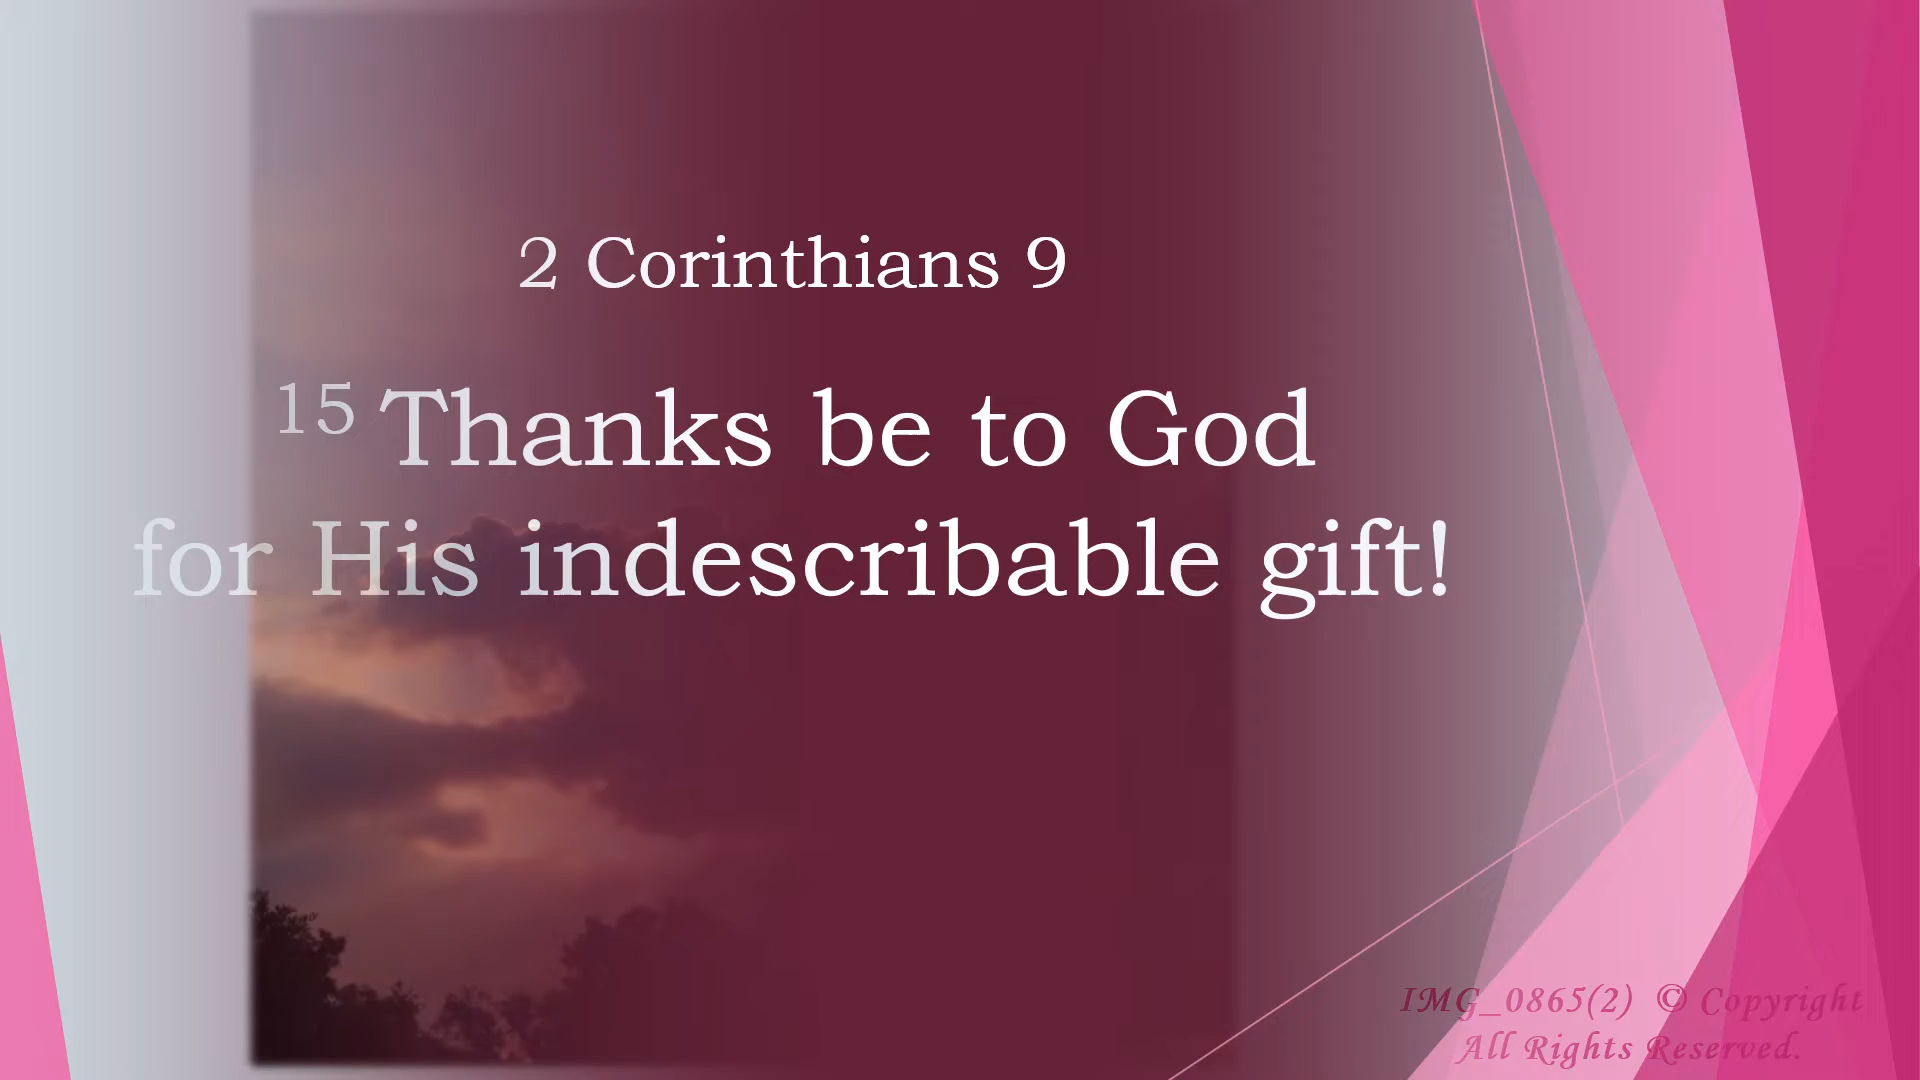 2 Corinthians 9
15 Thanks be to God
for His indescribable gift!
IMG_0865(2) © Copyright
All Rights Reserved.